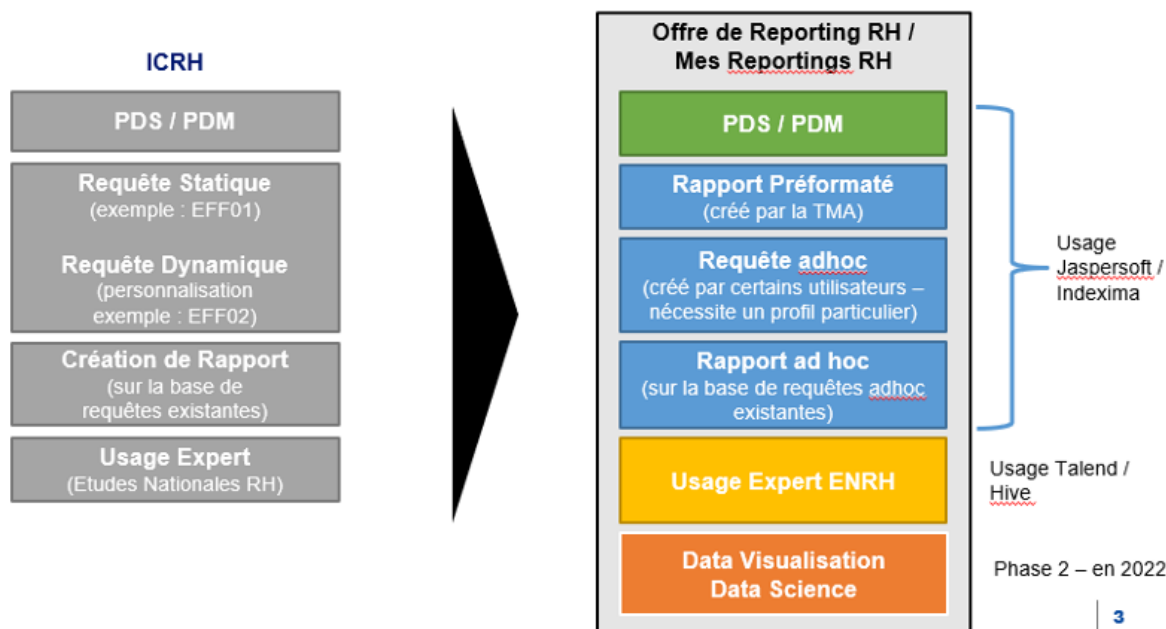 ICRH
PDS / PDM
Requête Statique
(exemple : EFF01)
Requête Dynamique
(personnalisation
exemple : EFF02)
Création de Rapport
(sur la base de
requêtes existantes)
Usage Expert
(Etudes Nationales RH)
Offre de Reporting RH /
Mes Reportings RH
PDS / PDM
Rapport Préformaté
(créé par la TMA)
Requête adhoc
(créé par certains utilisateurs –
nécessite un profil particulier)
Rapport ad hoc
(sur la base de requêtes adhoc
existantes)
Usage Expert ENRH
Data Visualisation
Data Science
Usage
Jaspersoft /
Indexima
Usage Talend /
Hive
Phase 2 – en 2022
3